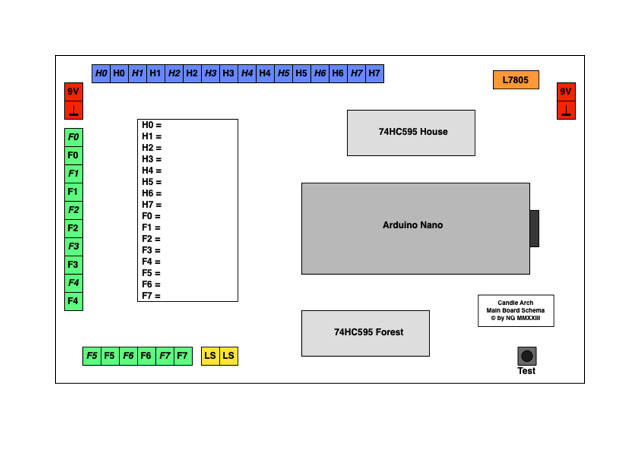 H0 H0 H1 H1 H2 H2 H3 H3 H4 H4 H5 H5 H6 H6 H7 H7
L7805
9V
⊥
9V
⊥
F0
F0
F1
F1
F2
F2
F3
F3
F4
F4
H0 =
H1 =
H2 =
H3 =
H4 =
H5 =
H6 =
H7 =
F0 =
F1 =
F2 =
F3 =
F4 =
F5 =
F6 =
F7 =
74HC595 House
Arduino Nano
74HC595 Forest
Candle Arch
Main Board Schema
© by NG MMXXIII
F5 F5 F6 F6 F7 F7
LS LS
Test